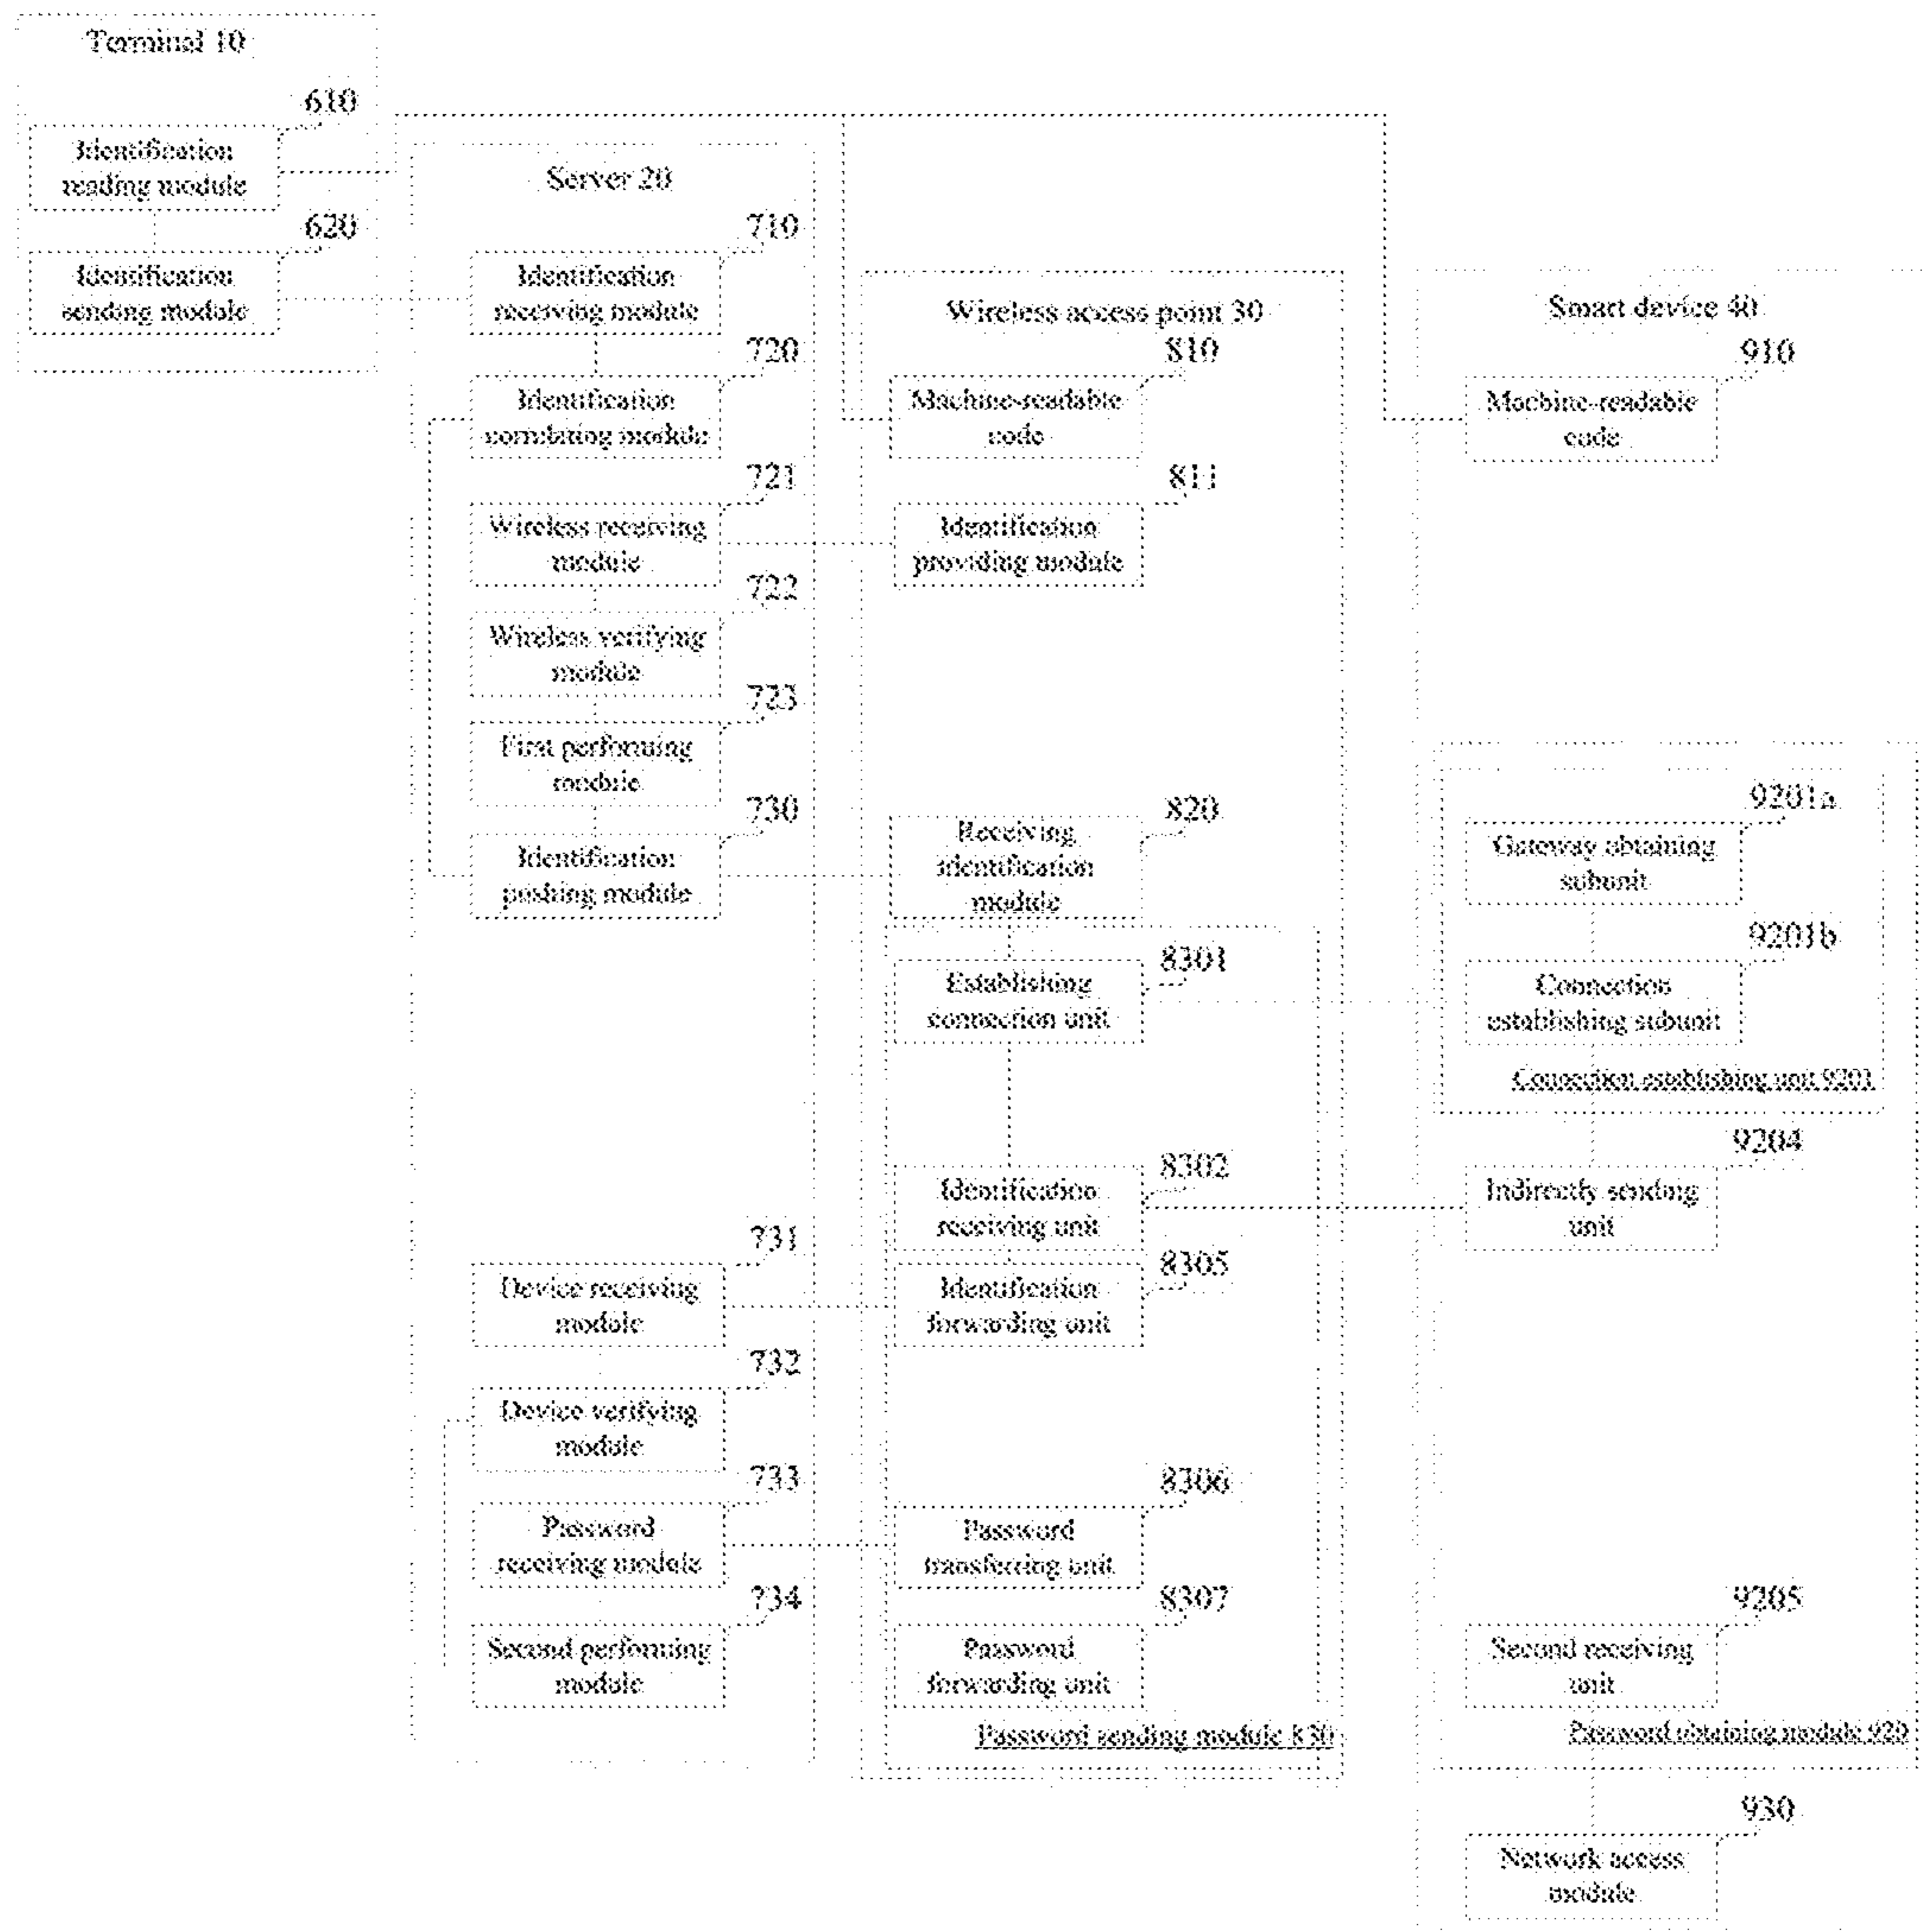 Terminal 10
610
Identification
reading module
620
Identification
sending module
Server 20
710
Identification
receiving module
720
Identification
correlating module
721
Wireless receiving
module
722
Wireless verifying
module
723
First performing
module
730
Identification
pushing module
731
Device receiving
module
732
Device verifying
module
733
Password
receiving module
734
Second performing
module
Wireless access point 30
810
Machine-readable
code
811
Identification
providing module
820
Receiving
identification
module
8301
Establishing
connection unit
8302
Identification
receiving unit
8305
Identification
forwarding unit
8306
Password
transferring unit
8307
Password
forwarding unit
Password sending module 830
Smart device 40
910
Machine-readable
code
9201a
Gateway obtaining
subunit
9201b
Connection
establishing subunit
Connection establishing unit 9201
9204
Indirectly sending
unit
9205
Second receiving
unit
Password obtaining module 920
930
Network access
module